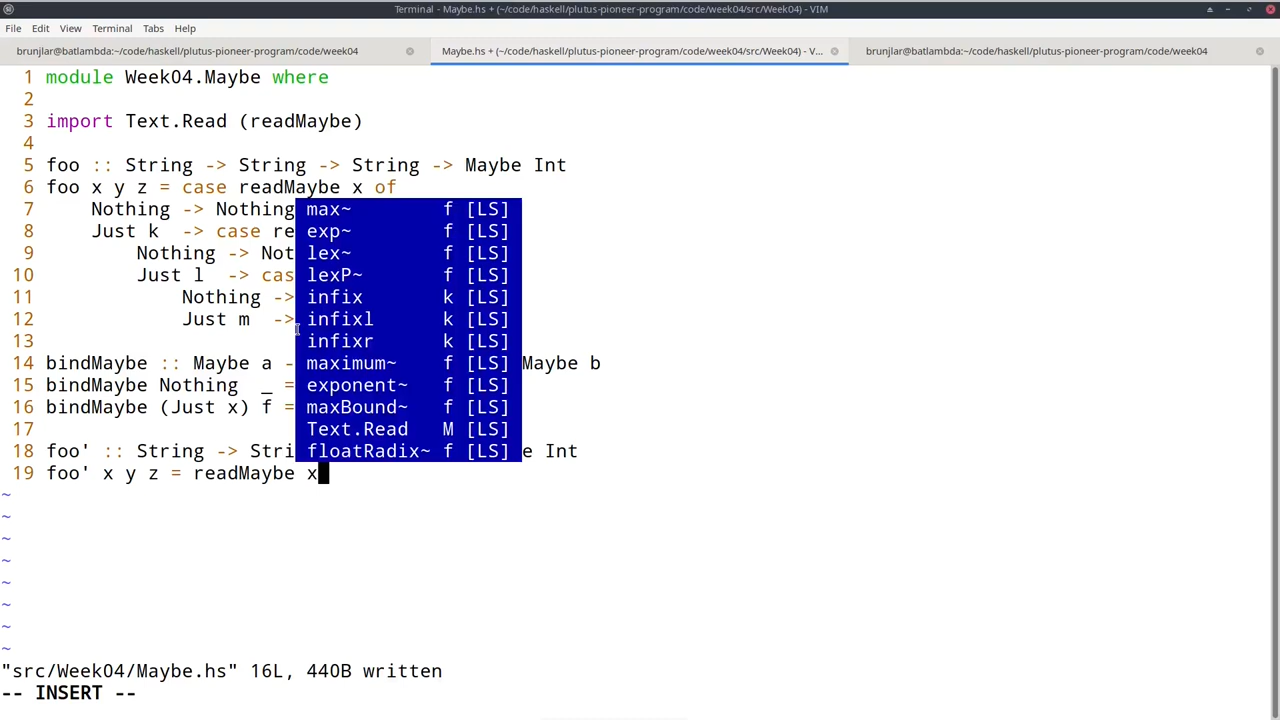 Terminal - Maybe.hs + (~/code/haskell/plutus-pioneer-program/code/week04/src/Week04) - VIM
File Edit View Terminal Tabs Help
brunjlar@batlambda:~/code/haskell/plutus-pioneer-program/code/week04 Maybe.hs + (~/code/haskell/plutus-pioneer-program/code/week04/src/Week04) - V... brunjlar@batlambda:~/code/haskell/plutus-pioneer-program/code/week04
1 module Week04.Maybe where
2
3 import Text.Read (readMaybe)
4
5 foo :: String -> String -> String -> Maybe Int
6 foo x y z = case readMaybe x of
7     Nothing -> Nothing max~ f [LS]
8     Just k  -> case re exp~ f [LS]
9         Nothing -> Not lex~ f [LS]
10         Just l  -> cas lexP~ f [LS]
11             Nothing -> infix k [LS]
12             Just m  -> infixl k [LS]
13 infixr k [LS]
14 bindMaybe :: Maybe a - maximum~ f [LS] Maybe b
15 bindMaybe Nothing  _ = exponent~ f [LS]
16 bindMaybe (Just x) f = maxBound~ f [LS]
17 Text.Read M [LS]
18 foo' :: String -> Stri floatRadix~ f [LS] e Int
19 foo' x y z = readMaybe x
~
~
~
~
~
~
~
~
"src/Week04/Maybe.hs" 16L, 440B written
-- INSERT --